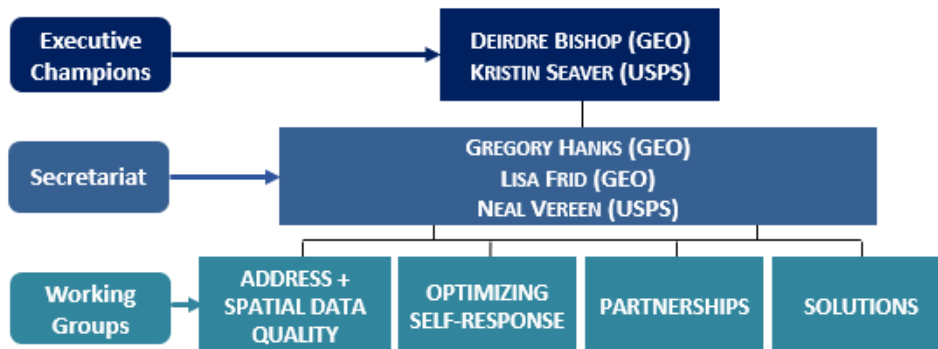 Executive
Champions
DEIRDRE BISHOP (GEO)
KRISTIN SEAVER (USPS)
Secretariat
GREGORY HANKS (GEO)
LISA FRID (GEO)
NEAL VEREEN (USPS)
Working
Groups
ADDRESS +
SPATIAL DATA
QUALITY
OPTIMIZING
SELF-RESPONSE
PARTNERSHIPS
SOLUTIONS